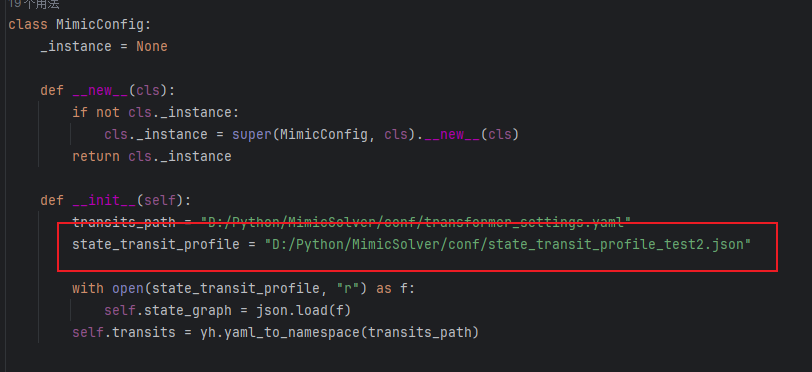 19个用法
class MimicConfig:
    _instance = None
    def __new__(cls):
        if not cls._instance:
            cls._instance = super(MimicConfig, cls).__new__(cls)
        return cls._instance
    def __init__(self):
        transits_path = "D:/Python/MimicSolver/conf/transformer_settings.yaml"
        state_transit_profile = "D:/Python/MimicSolver/conf/state_transit_profile_test2.json"
        with open(state_transit_profile, "r") as f:
            self.state_graph = json.load(f)
        self.transits = yh.yaml_to_namespace(transits_path)